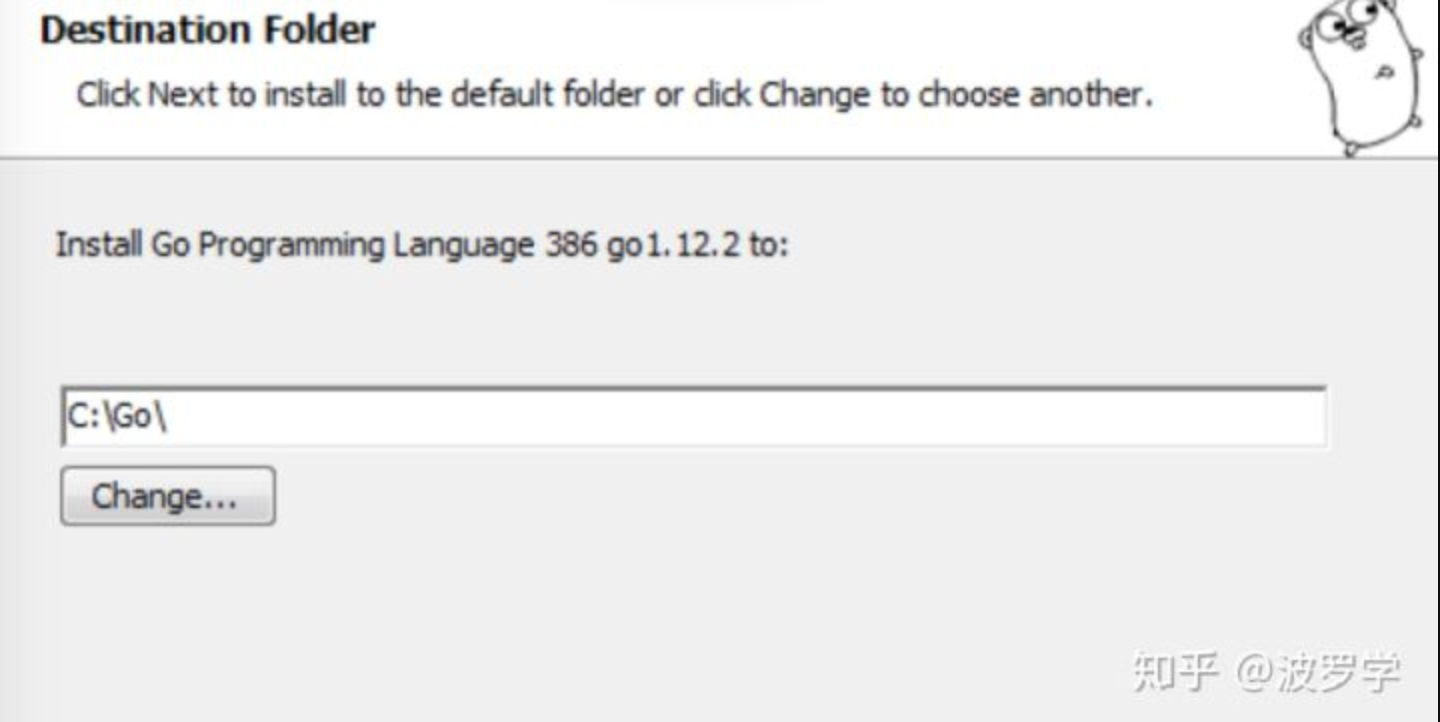 Destination Folder
Click Next to install to the default folder or click Change to choose another.
Install Go Programming Language 386 go1.12.2 to:
C:\Go\
Change...
知乎 @波罗学